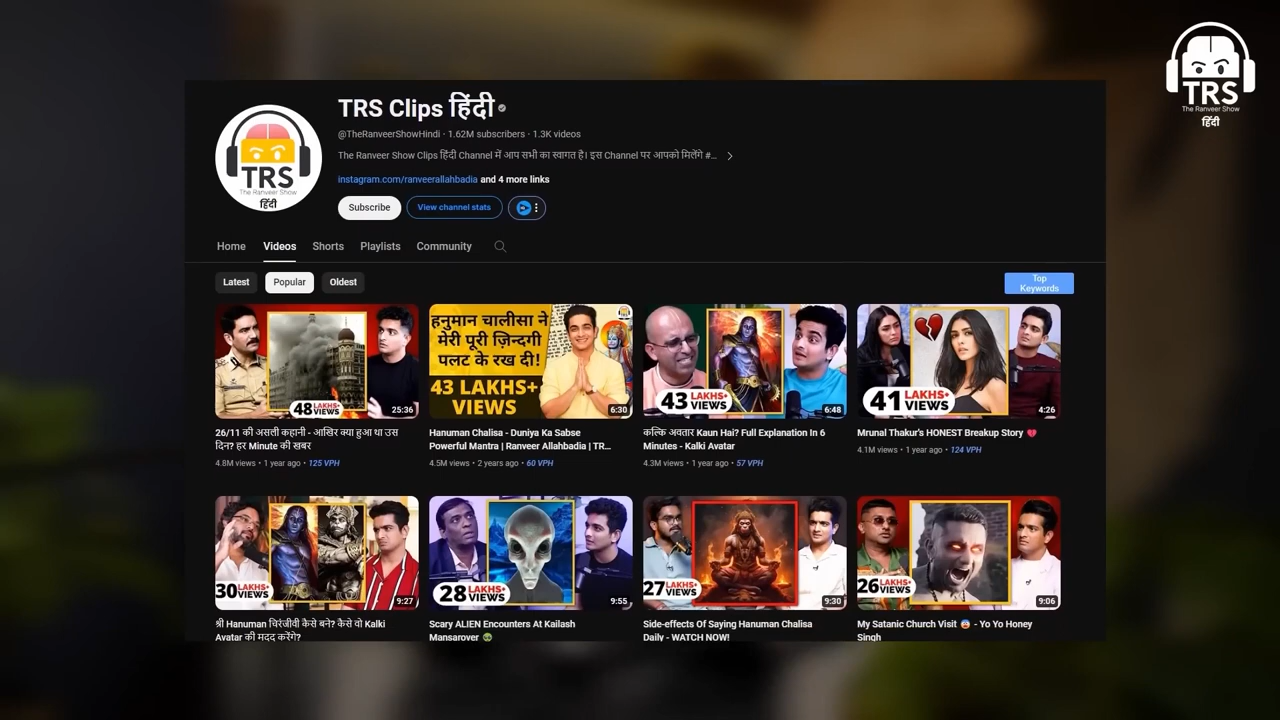 TRS
The Ranveer Show
हिंदी
TRS Clips हिंदी
@TheRanveerShowHindi · 1.62M subscribers · 1.3K videos
The Ranveer Show Clips हिंदी Channel में आप सभी का स्वागत है। इस Channel पर आपको मिलेंगे #...
instagram.com/ranveerallahbadia and 4 more links
Subscribe
View channel stats
TRS
The Ranveer Show
हिंदी
Home Videos Shorts Playlists Community
Latest Popular Oldest
Top
Keywords
48 LAKHS+
VIEWS
25:36
हनुमान चालीसा ने
मेरी पूरी ज़िन्दगी
पलट के रख दी!
43 LAKHS+
VIEWS
6:30
43 LAKHS+
VIEWS
6:48
41 LAKHS+
VIEWS
4:26
26/11 की असली कहानी - आखिर क्या हुआ था उस
दिन? हर Minute की खबर
4.8M views • 1 year ago • 125 VPH
Hanuman Chalisa - Duniya Ka Sabse
Powerful Mantra | Ranveer Allahbadia | TR...
4.5M views • 2 years ago • 60 VPH
कल्कि अवतार Kaun Hai? Full Explanation In 6
Minutes - Kalki Avatar
4.3M views • 1 year ago • 57 VPH
Mrunal Thakur's HONEST Breakup Story 💔
4.1M views • 1 year ago • 124 VPH
30 LAKHS+
VIEWS
9:27
28 LAKHS+
VIEWS
9:55
27 LAKHS+
VIEWS
9:30
26 LAKHS+
VIEWS
9:06
श्री Hanuman चिरंजीवी कैसे बने? कैसे वो Kalki
Avatar की मदद करेंगे?
Scary ALIEN Encounters At Kailash
Mansarovar 👽
Side-effects Of Saying Hanuman Chalisa
Daily - WATCH NOW!
My Satanic Church Visit 😨 - Yo Yo Honey
Singh